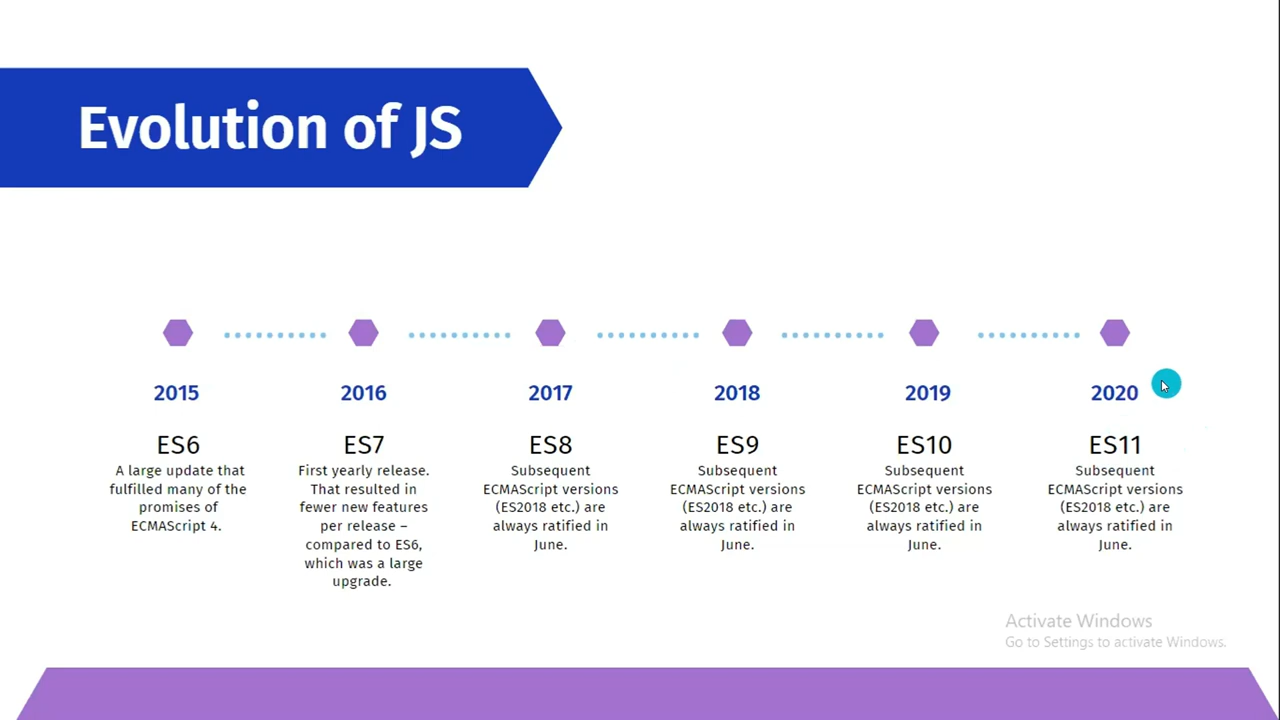 Evolution of JS
2015
2016
2017
2018
2019
2020
ES6
A large update that
fulfilled many of the
promises of
ECMAScript 4.
ES7
First yearly release.
That resulted in
fewer new features
per release –
compared to ES6,
which was a large
upgrade.
ES8
Subsequent
ECMAScript versions
(ES2018 etc.) are
always ratified in
June.
ES9
Subsequent
ECMAScript versions
(ES2018 etc.) are
always ratified in
June.
ES10
Subsequent
ECMAScript versions
(ES2018 etc.) are
always ratified in
June.
ES11
Subsequent
ECMAScript versions
(ES2018 etc.) are
always ratified in
June.
Activate Windows
Go to Settings to activate Windows.